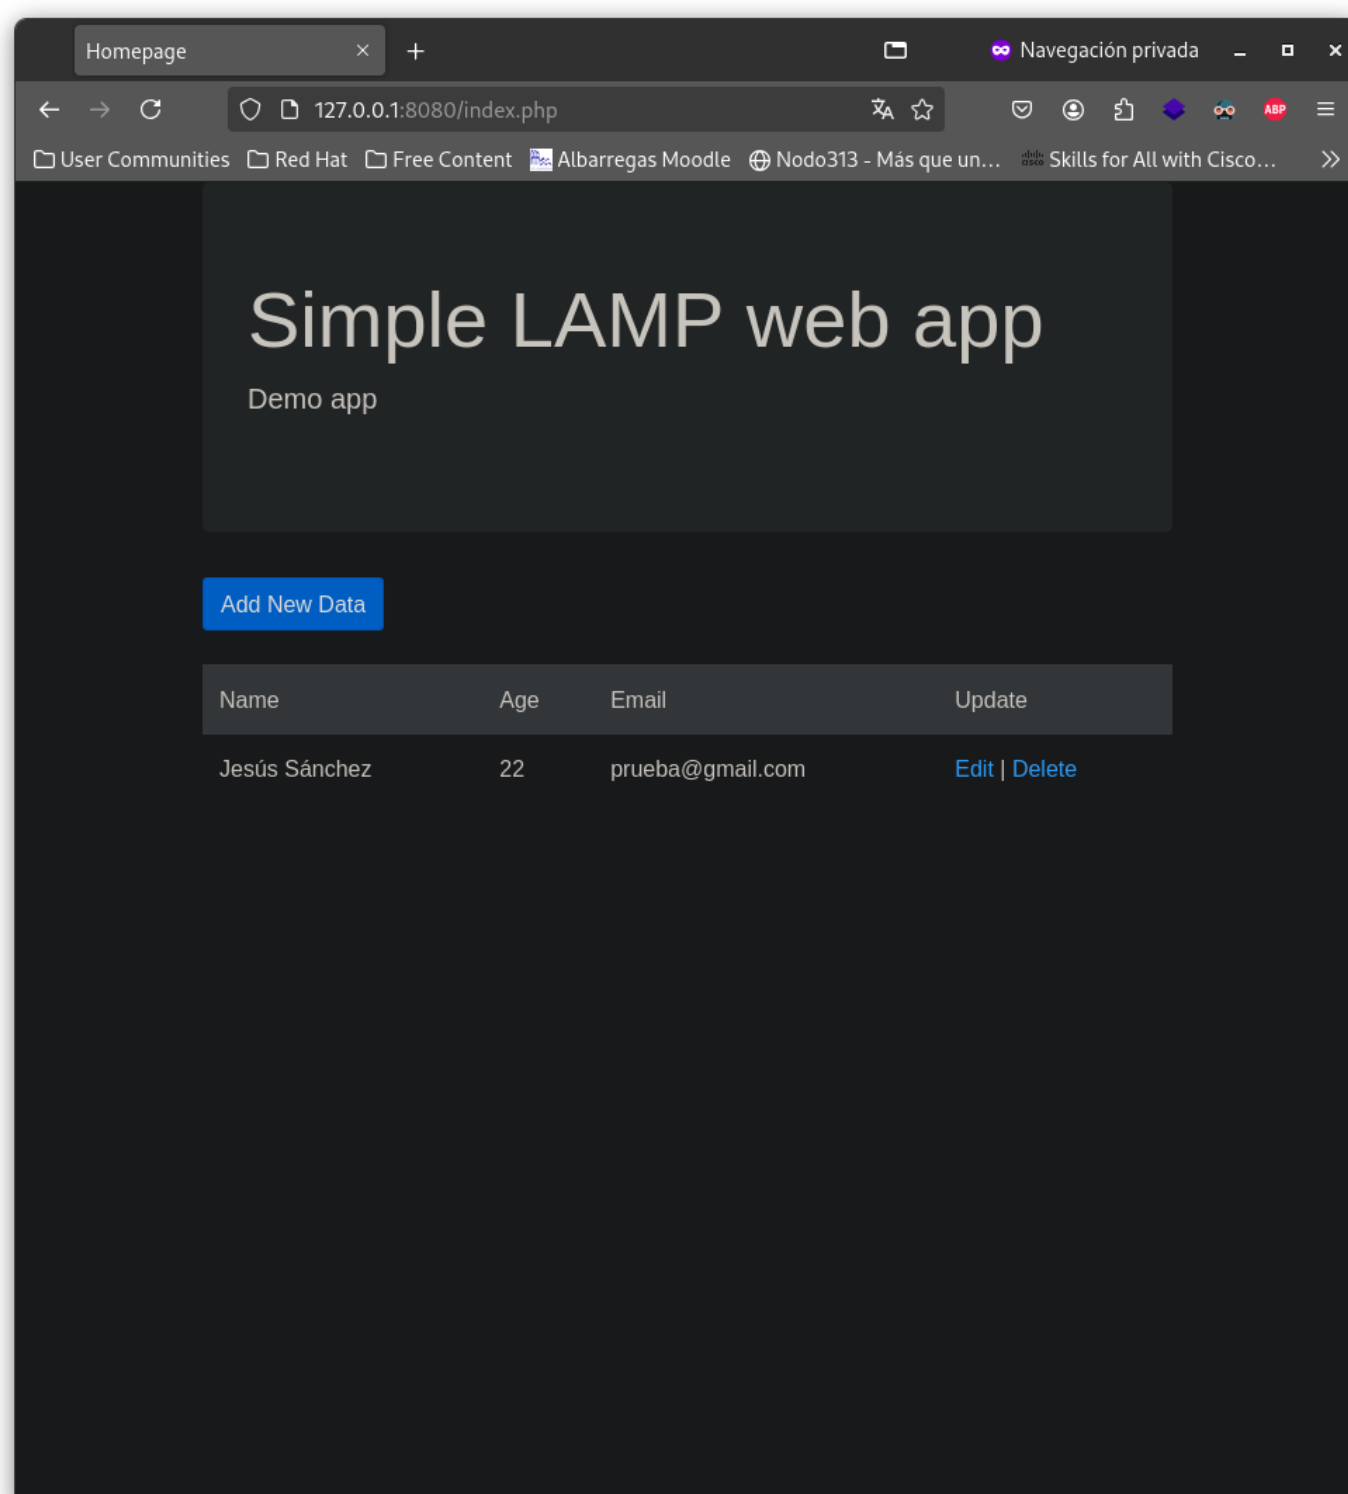 Homepage
Navegación privada
127.0.0.1:8080/index.php
ABP
User Communities Red Hat Free Content Albarregas Moodle Nodo313 - Más que un... Skills for All with Cisco...
Simple LAMP web app
Demo app
Add New Data
Name Age Email Update
Jesús Sánchez 22 prueba@gmail.com Edit | Delete